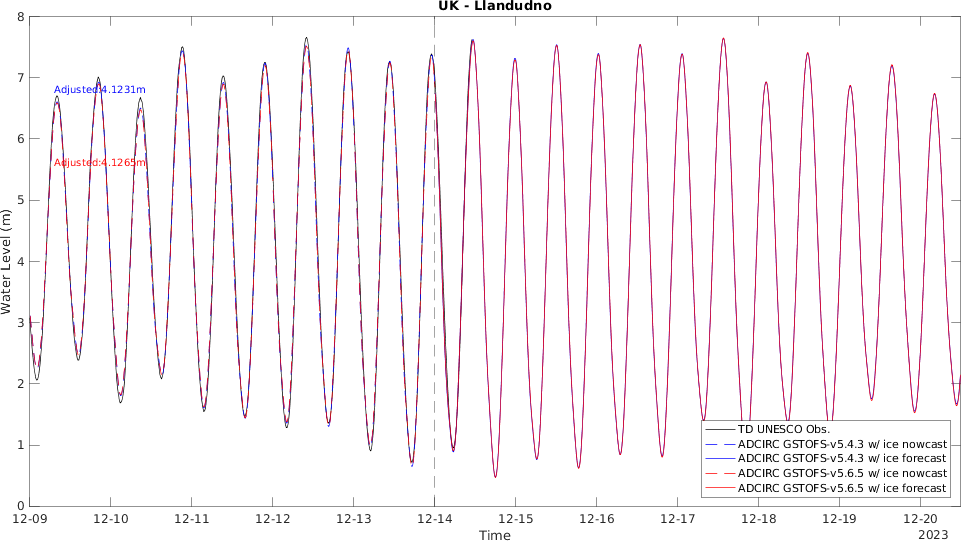 UK - Llandudno
8
7
6
5
4
3
2
1
0
Water Level (m)
Adjusted:4.1231m
Adjusted:4.1265m
TD UNESCO Obs.
ADCIRC GSTOFS-v5.4.3 w/ ice nowcast
ADCIRC GSTOFS-v5.4.3 w/ ice forecast
ADCIRC GSTOFS-v5.6.5 w/ ice nowcast
ADCIRC GSTOFS-v5.6.5 w/ ice forecast
12-09 12-10 12-11 12-12 12-13 12-14 12-15 12-16 12-17 12-18 12-19 12-20
Time
2023